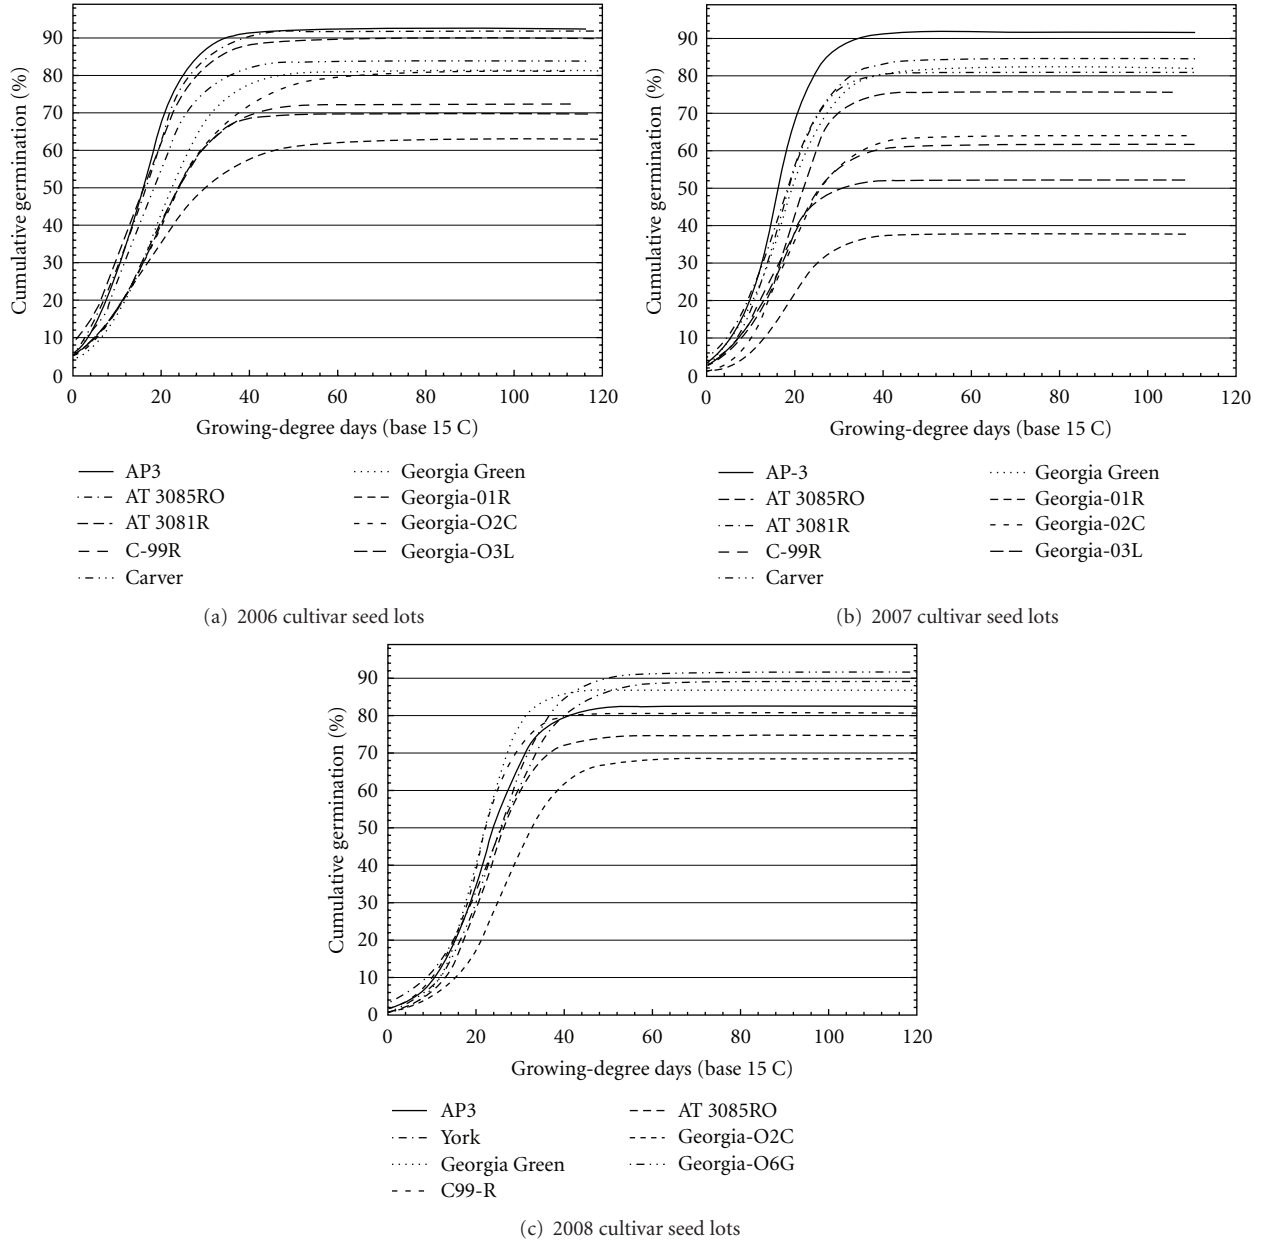 Cumulative germination (%)
90
80
70
60
50
40
30
20
10
0
0 20 40 60 80 100 120
Growing-degree days (base 15 C)
AP3
AT 3085RO
AT 3081R
C-99R
Carver
Georgia Green
Georgia-01R
Georgia-O2C
Georgia-O3L
(a) 2006 cultivar seed lots
Cumulative germination (%)
90
80
70
60
50
40
30
20
10
0
0 20 40 60 80 100 120
Growing-degree days (base 15 C)
AP-3
AT 3085RO
AT 3081R
C-99R
Carver
Georgia Green
Georgia-01R
Georgia-02C
Georgia-03L
(b) 2007 cultivar seed lots
Cumulative germination (%)
90
80
70
60
50
40
30
20
10
0
0 20 40 60 80 100 120
Growing-degree days (base 15 C)
AP3
York
Georgia Green
C99-R
AT 3085RO
Georgia-O2C
Georgia-O6G
(c) 2008 cultivar seed lots